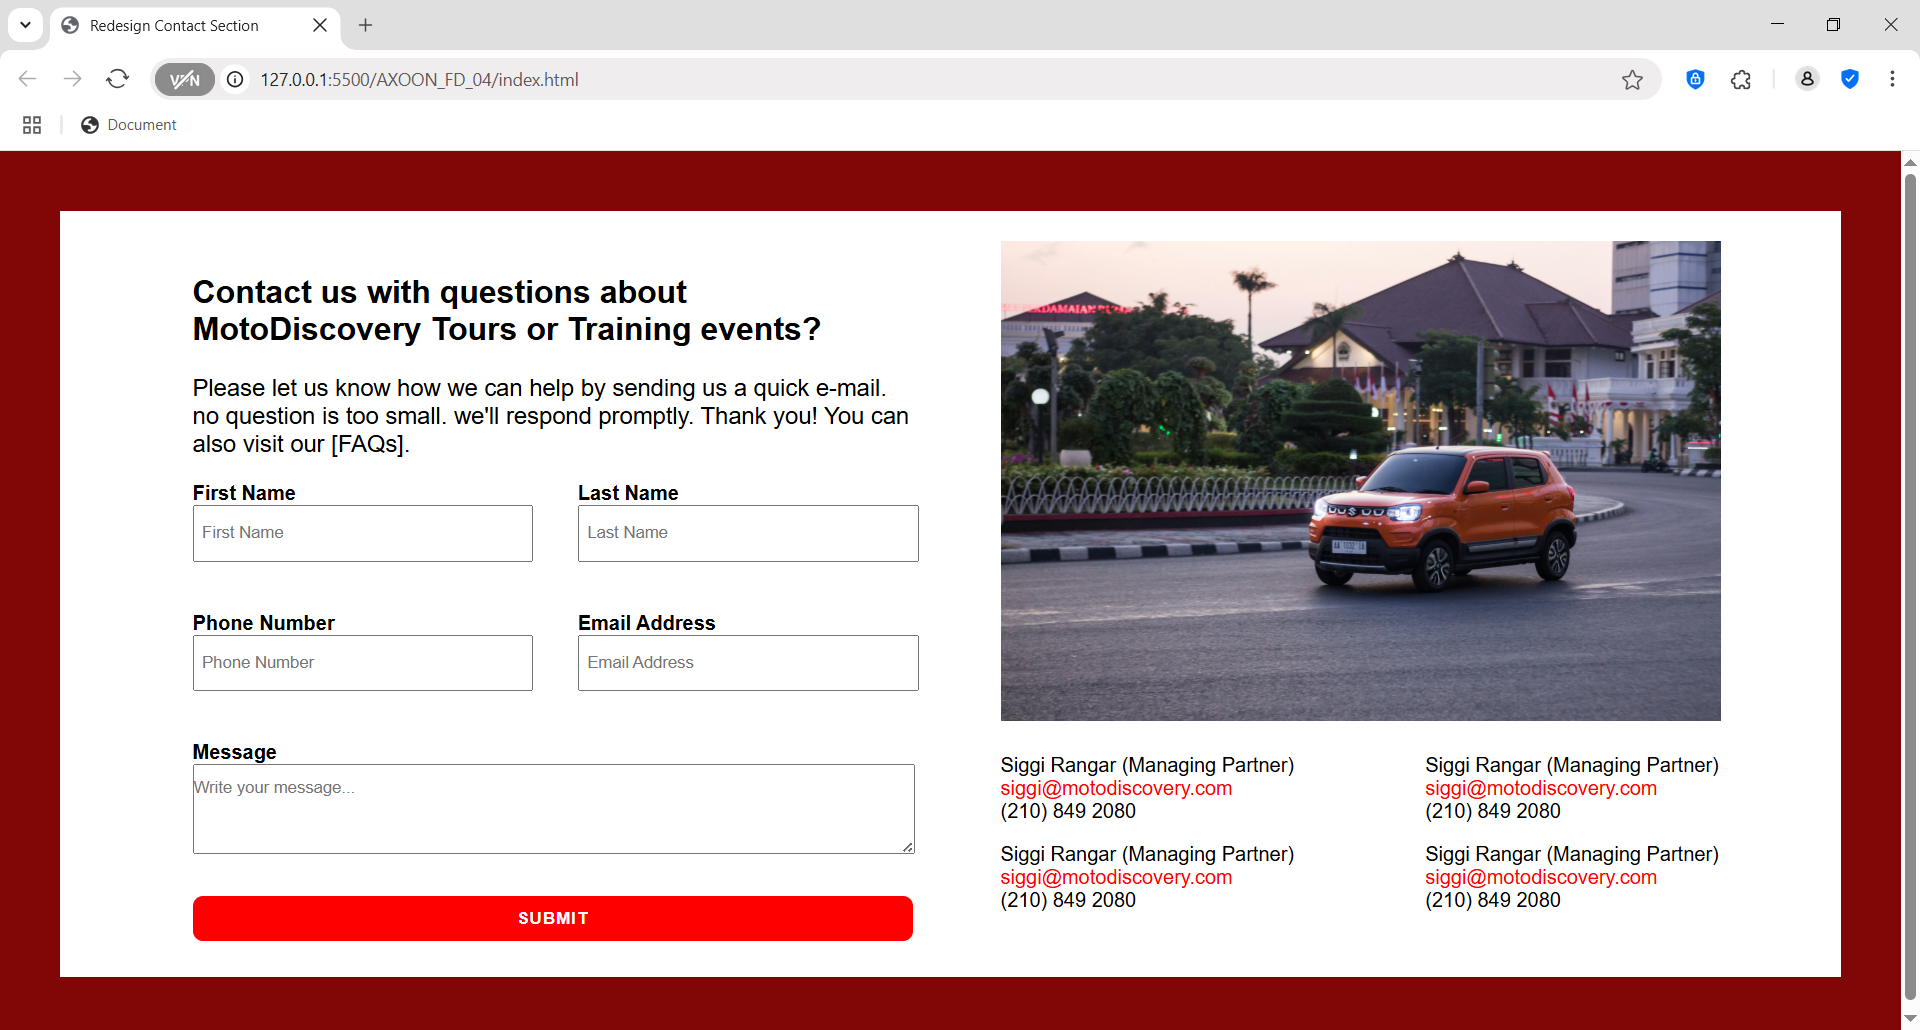 Redesign Contact Section
VPN
127.0.0.1:5500/AXOON_FD_04/index.html
Document
Contact us with questions about
MotoDiscovery Tours or Training events?
Please let us know how we can help by sending us a quick e-mail.
no question is too small. we'll respond promptly. Thank you! You can
also visit our [FAQs].
First Name
Last Name
First Name
Last Name
Phone Number
Email Address
Phone Number
Email Address
Message
Write your message...
SUBMIT
Siggi Rangar (Managing Partner)
siggi@motodiscovery.com
(210) 849 2080
Siggi Rangar (Managing Partner)
siggi@motodiscovery.com
(210) 849 2080
Siggi Rangar (Managing Partner)
siggi@motodiscovery.com
(210) 849 2080
Siggi Rangar (Managing Partner)
siggi@motodiscovery.com
(210) 849 2080